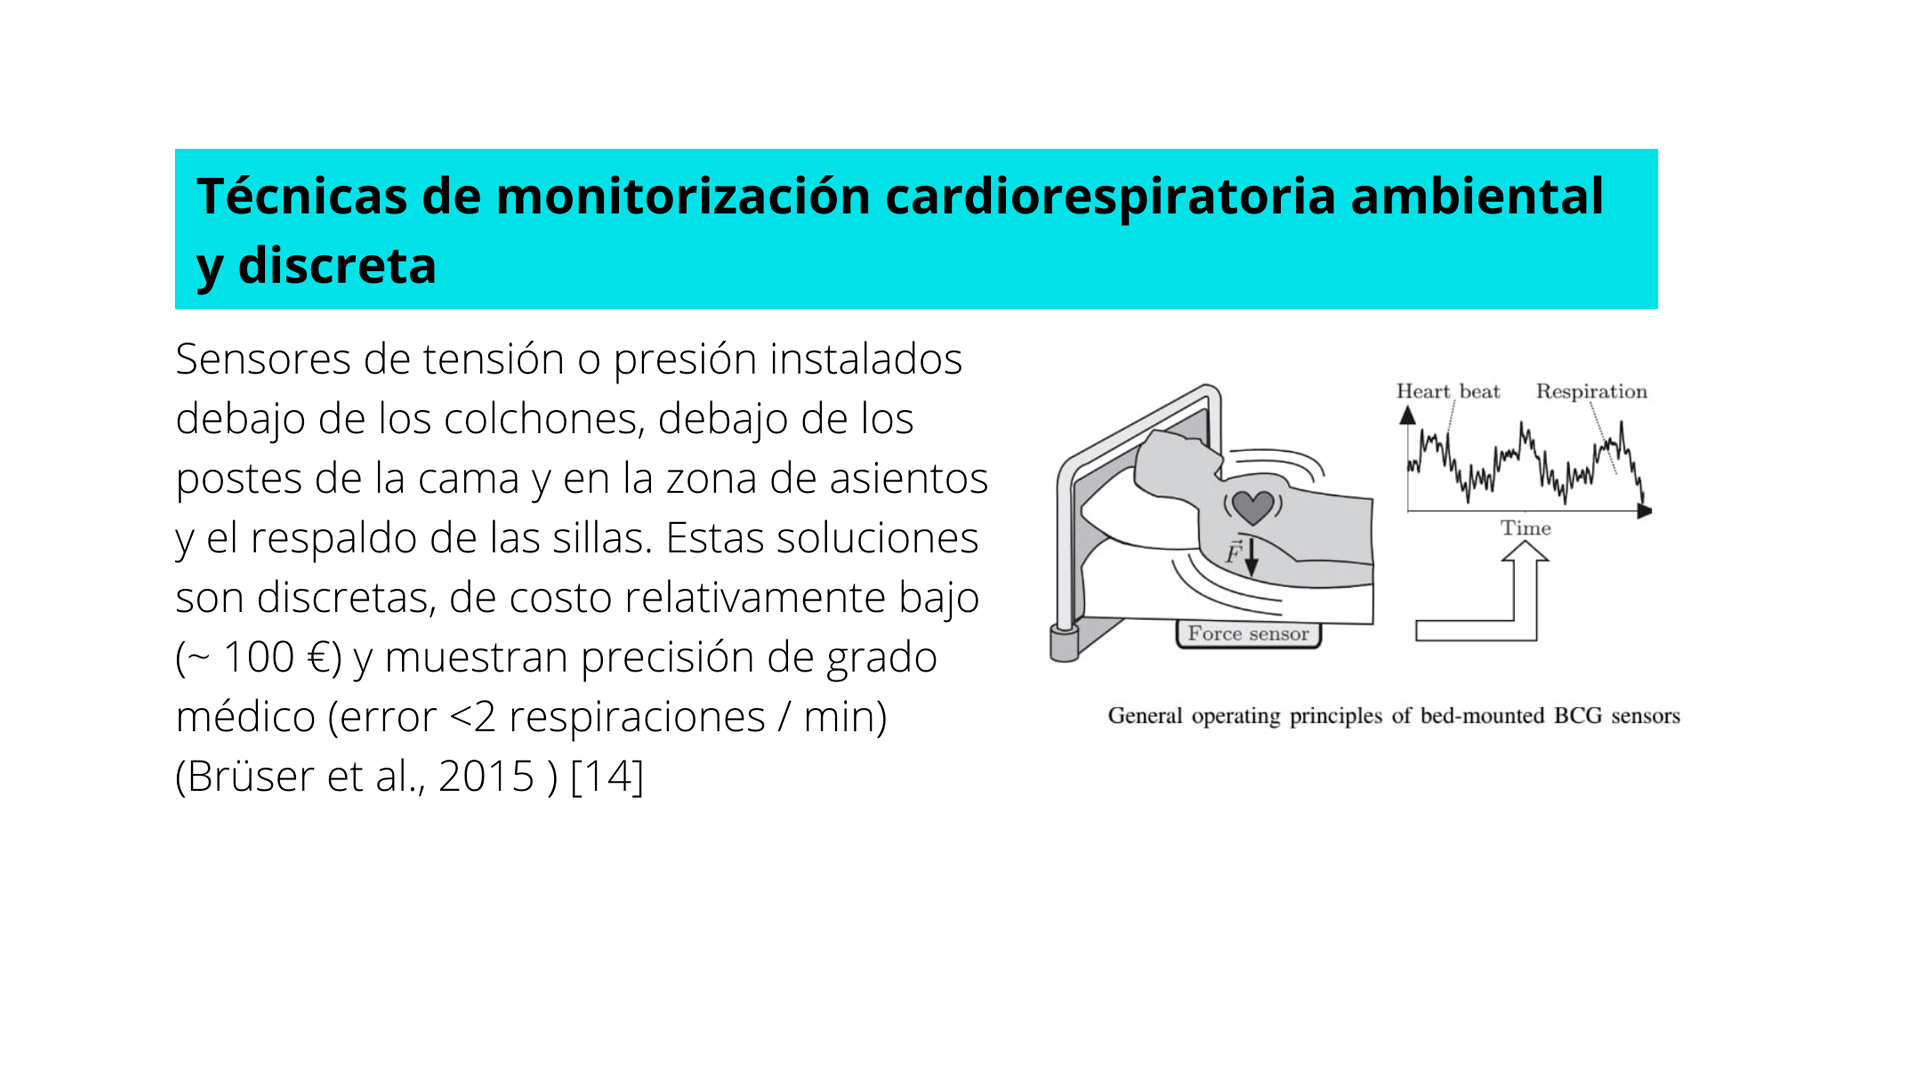 Técnicas de monitorización cardiorespiratoria ambiental
y discreta
Sensores de tensión o presión instalados
debajo de los colchones, debajo de los
postes de la cama y en la zona de asientos
y el respaldo de las sillas. Estas soluciones
son discretas, de costo relativamente bajo
(~ 100 €) y muestran precisión de grado
médico (error <2 respiraciones / min)
(Brüser et al., 2015 ) [14]
Heart beat
Respiration
Time
F⃗
Force sensor
General operating principles of bed-mounted BCG sensors